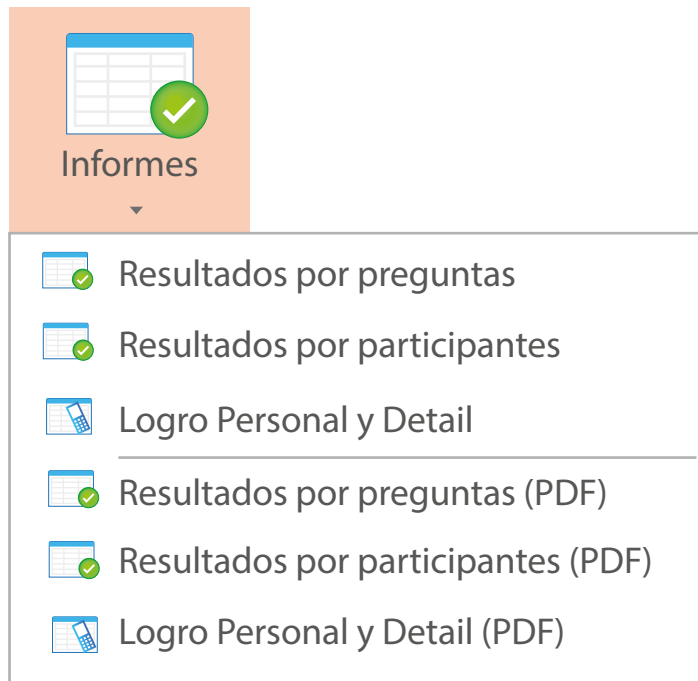 Informes
Resultados por preguntas
Resultados por participantes
Logro Personal y Detail
Resultados por preguntas (PDF)
Resultados por participantes (PDF)
Logro Personal y Detail (PDF)